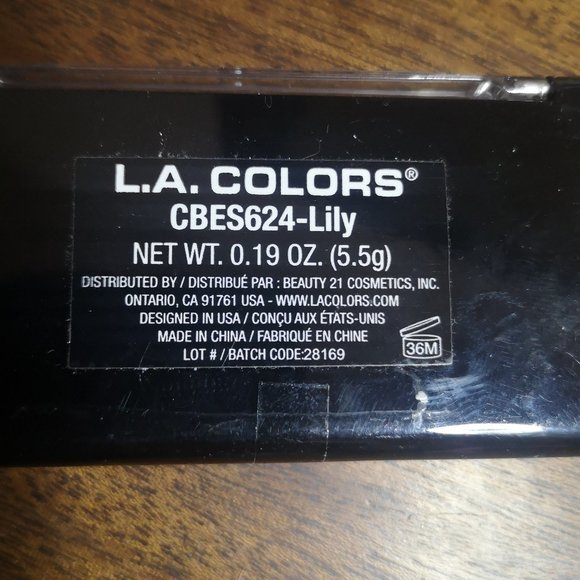 L.A. COLORS®
CBES624-Lily
NET WT. 0.19 OZ. (5.5g)
DISTRIBUTED BY / DISTRIBUÉ PAR : BEAUTY 21 COSMETICS, INC.
ONTARIO, CA 91761 USA - WWW.LACOLORS.COM
DESIGNED IN USA / CONÇU AUX ÉTATS-UNIS
MADE IN CHINA / FABRIQUÉ EN CHINE
LOT # / BATCH CODE:28169
36M